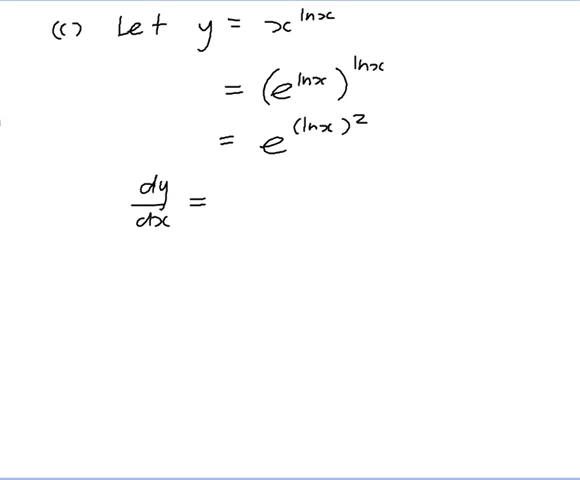 (c) Let y = x^{ln x}
= (e^{ln x})^{ln x}
= e^{(ln x)^2}
dy/dx =